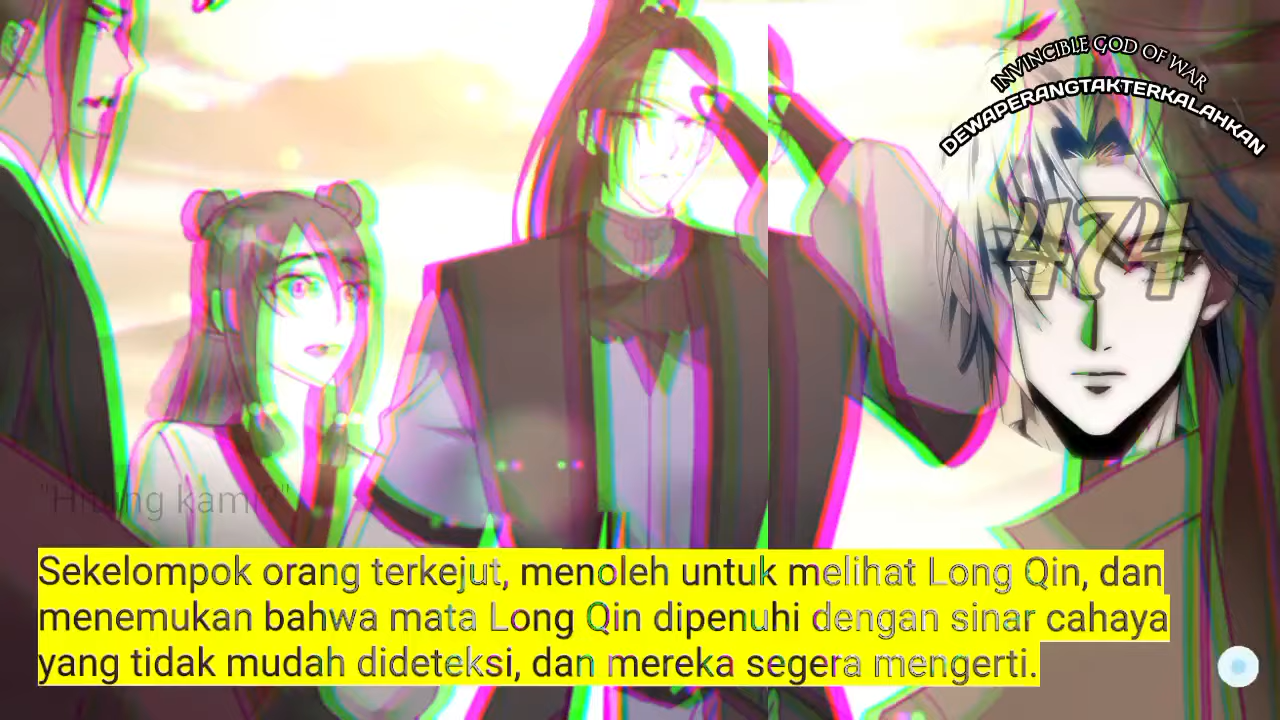 INVINCIBLE GOD OF WAR
DEWAPERANGTAKTERKALAHKAN
474
kami?"
Sekelompok orang terkejut, menoleh untuk melihat Long Qin, dan
menemukan bahwa mata Long Qin dipenuhi dengan sinar cahaya
yang tidak mudah dideteksi, dan mereka segera mengerti.